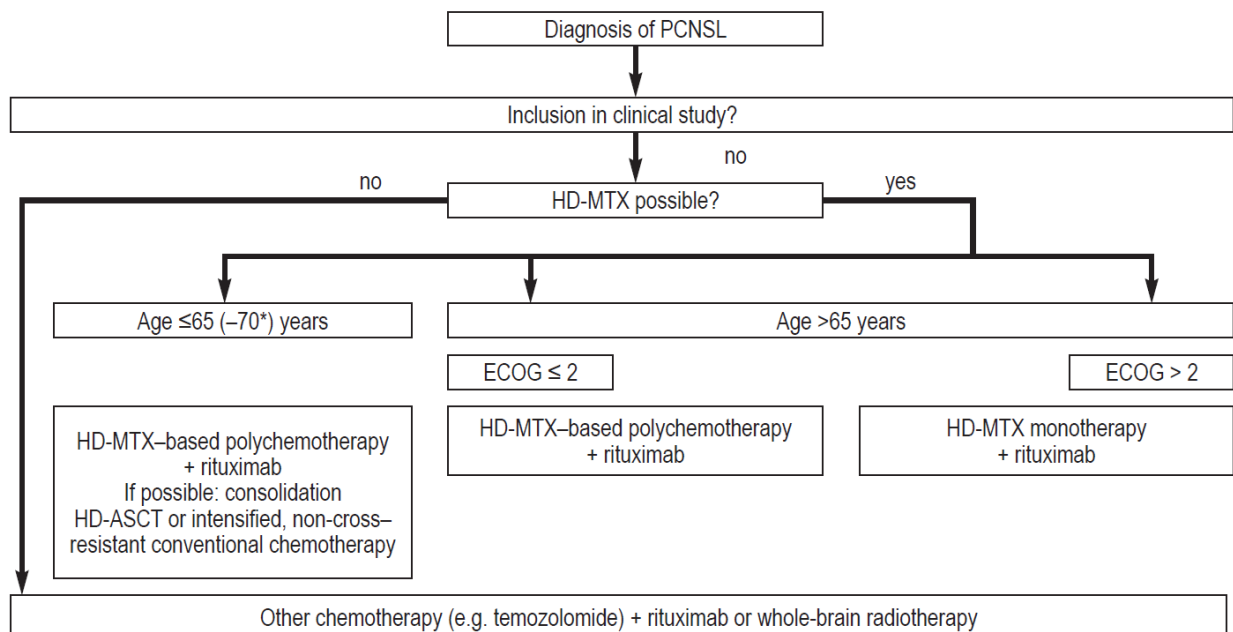 Diagnosis of PCNSL
Inclusion in clinical study?
no
no
HD-MTX possible?
yes
Age ≤65 (–70*) years
Age >65 years
ECOG ≤ 2
ECOG > 2
HD-MTX–based polychemotherapy
+ rituximab
If possible: consolidation
HD-ASCT or intensified, non-cross–
resistant conventional chemotherapy
HD-MTX–based polychemotherapy
+ rituximab
HD-MTX monotherapy
+ rituximab
Other chemotherapy (e.g. temozolomide) + rituximab or whole-brain radiotherapy